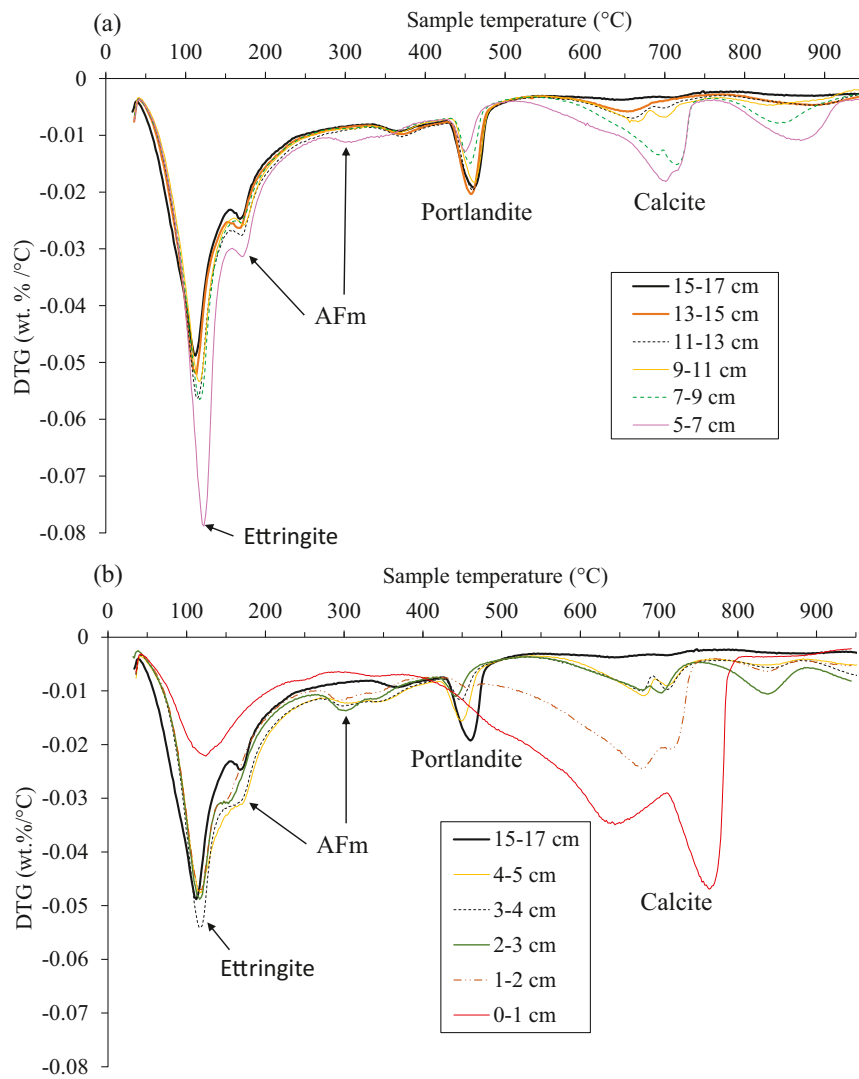 (a)
Sample temperature (°C)
0 100 200 300 400 500 600 700 800 900
0
-0.01
-0.02
-0.03
-0.04
-0.05
-0.06
-0.07
-0.08
DTG (wt. % /°C)
Portlandite
Calcite
AFm
Ettringite
15-17 cm
13-15 cm
11-13 cm
9-11 cm
7-9 cm
5-7 cm
(b)
Sample temperature (°C)
0 100 200 300 400 500 600 700 800 900
0
-0.01
-0.02
-0.03
-0.04
-0.05
-0.06
-0.07
-0.08
DTG (wt.%/°C)
Portlandite
AFm
Calcite
Ettringite
15-17 cm
4-5 cm
3-4 cm
2-3 cm
1-2 cm
0-1 cm